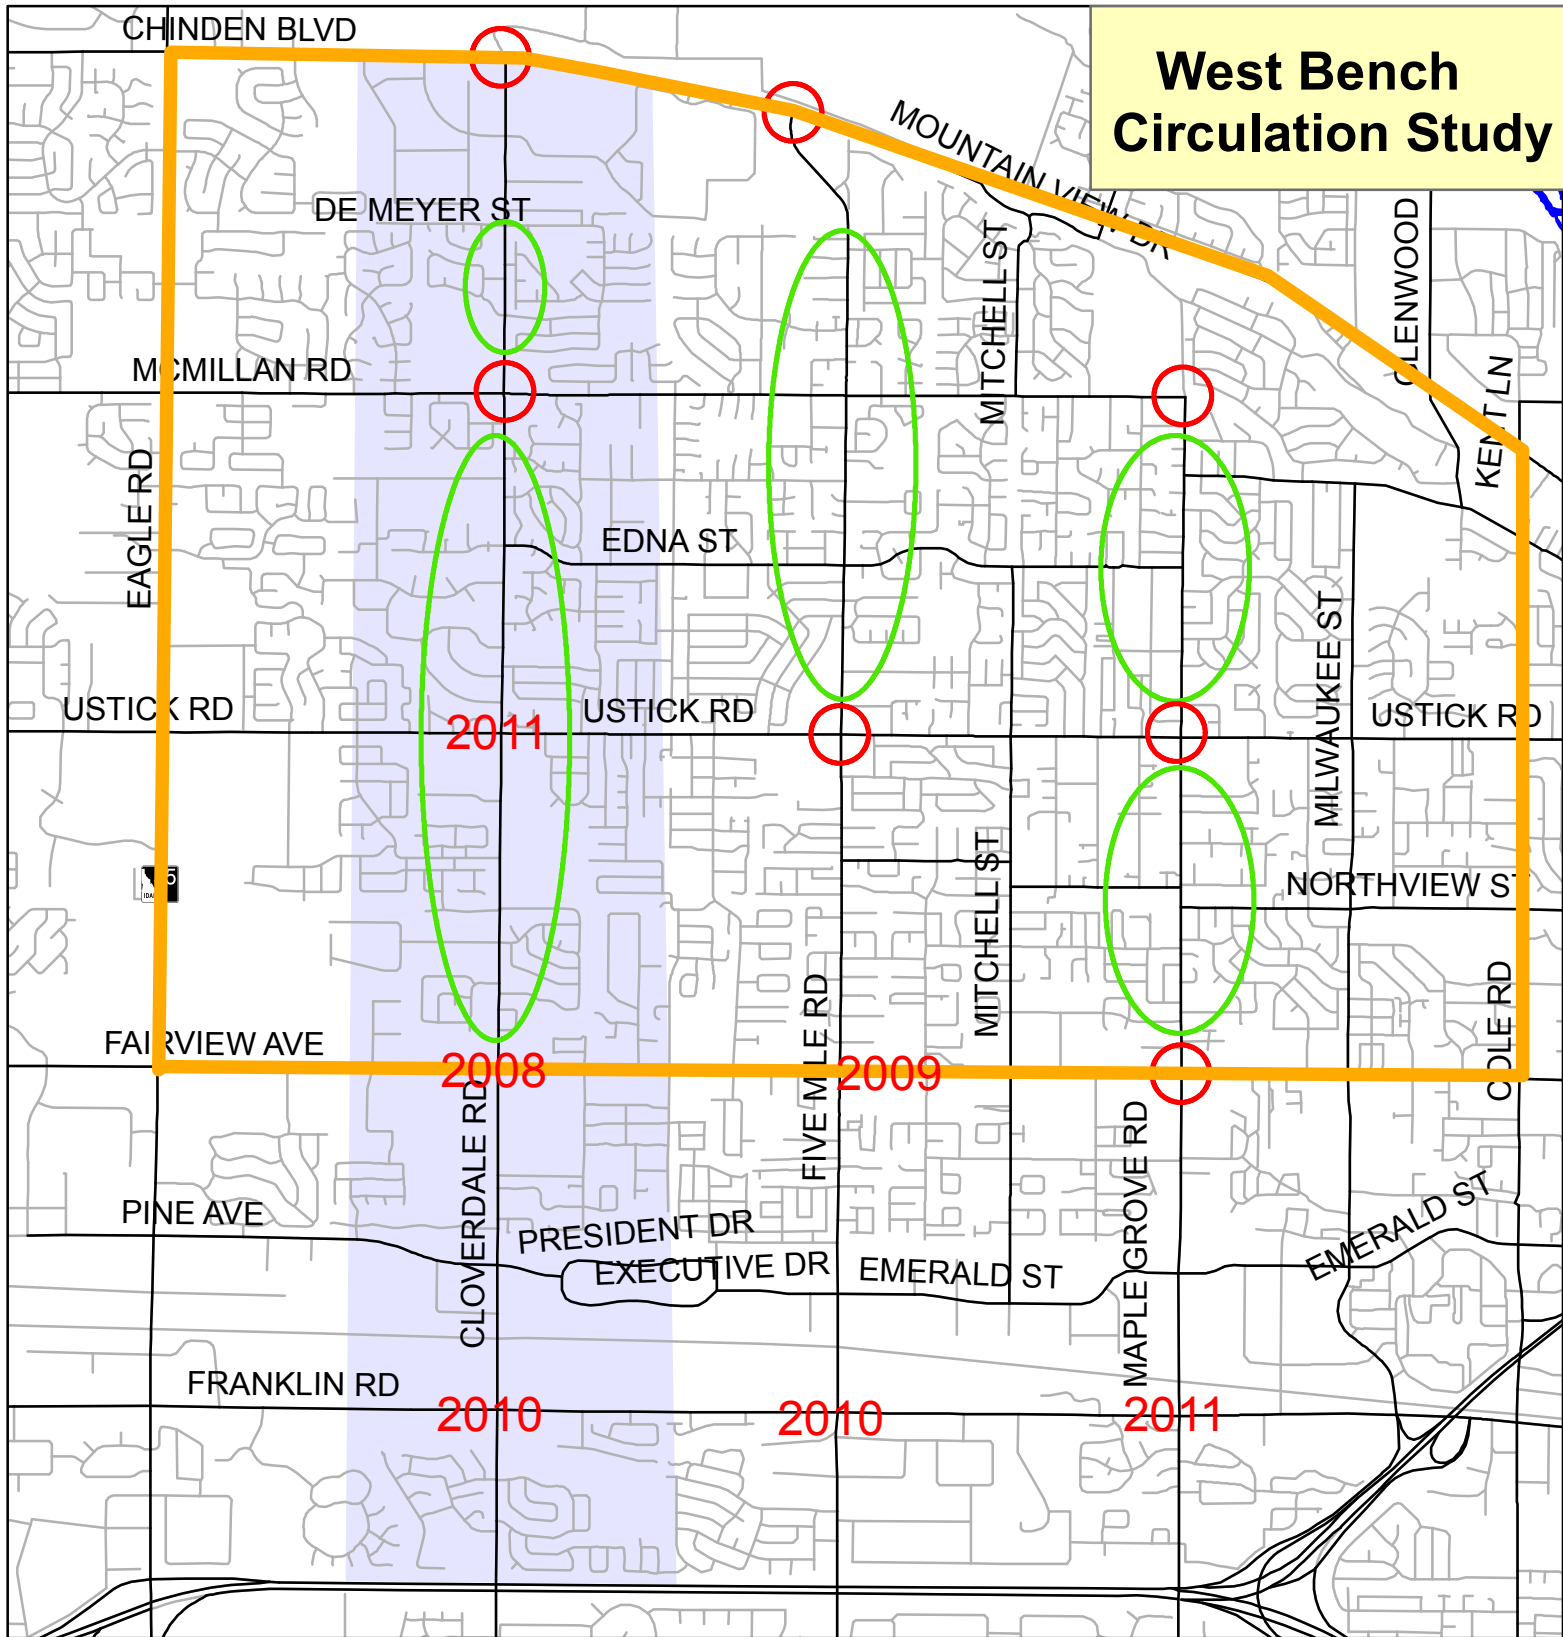 CHINDEN BLVD
West Bench
Circulation Study
MOUNTAIN VIEW DR
DE MEYER ST
GLENWOOD
MITCHELL ST
MCMILLAN RD
KENT LN
EAGLE RD
EDNA ST
MILWAUKEE ST
USTICK RD
2011
USTICK RD
USTICK RD
MITCHELL ST
NORTHVIEW ST
FIVE MILE RD
COLE RD
FAIRVIEW AVE
2008
2009
CLOVERDALE RD
MAPLE GROVE RD
PINE AVE
PRESIDENT DR
EXECUTIVE DR
EMERALD ST
EMERALD ST
FRANKLIN RD
2010
2010
2011